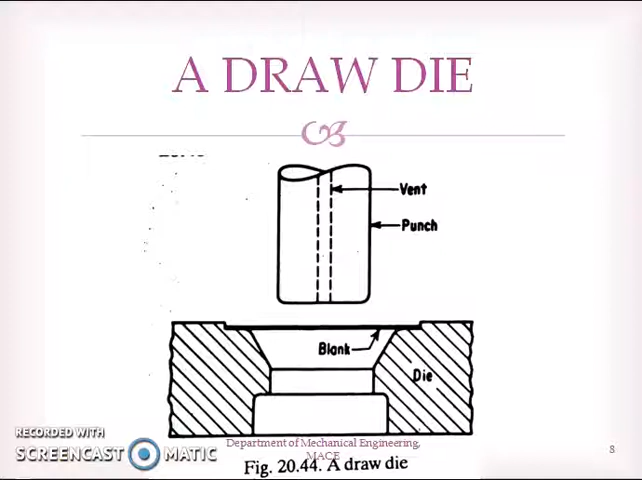 A DRAW DIE
Vent
Punch
Blank
Die
RECORDED WITH
SCREENCAST MATIC
Department of Mechanical Engineering,
MACE
8
Fig. 20.44. A draw die